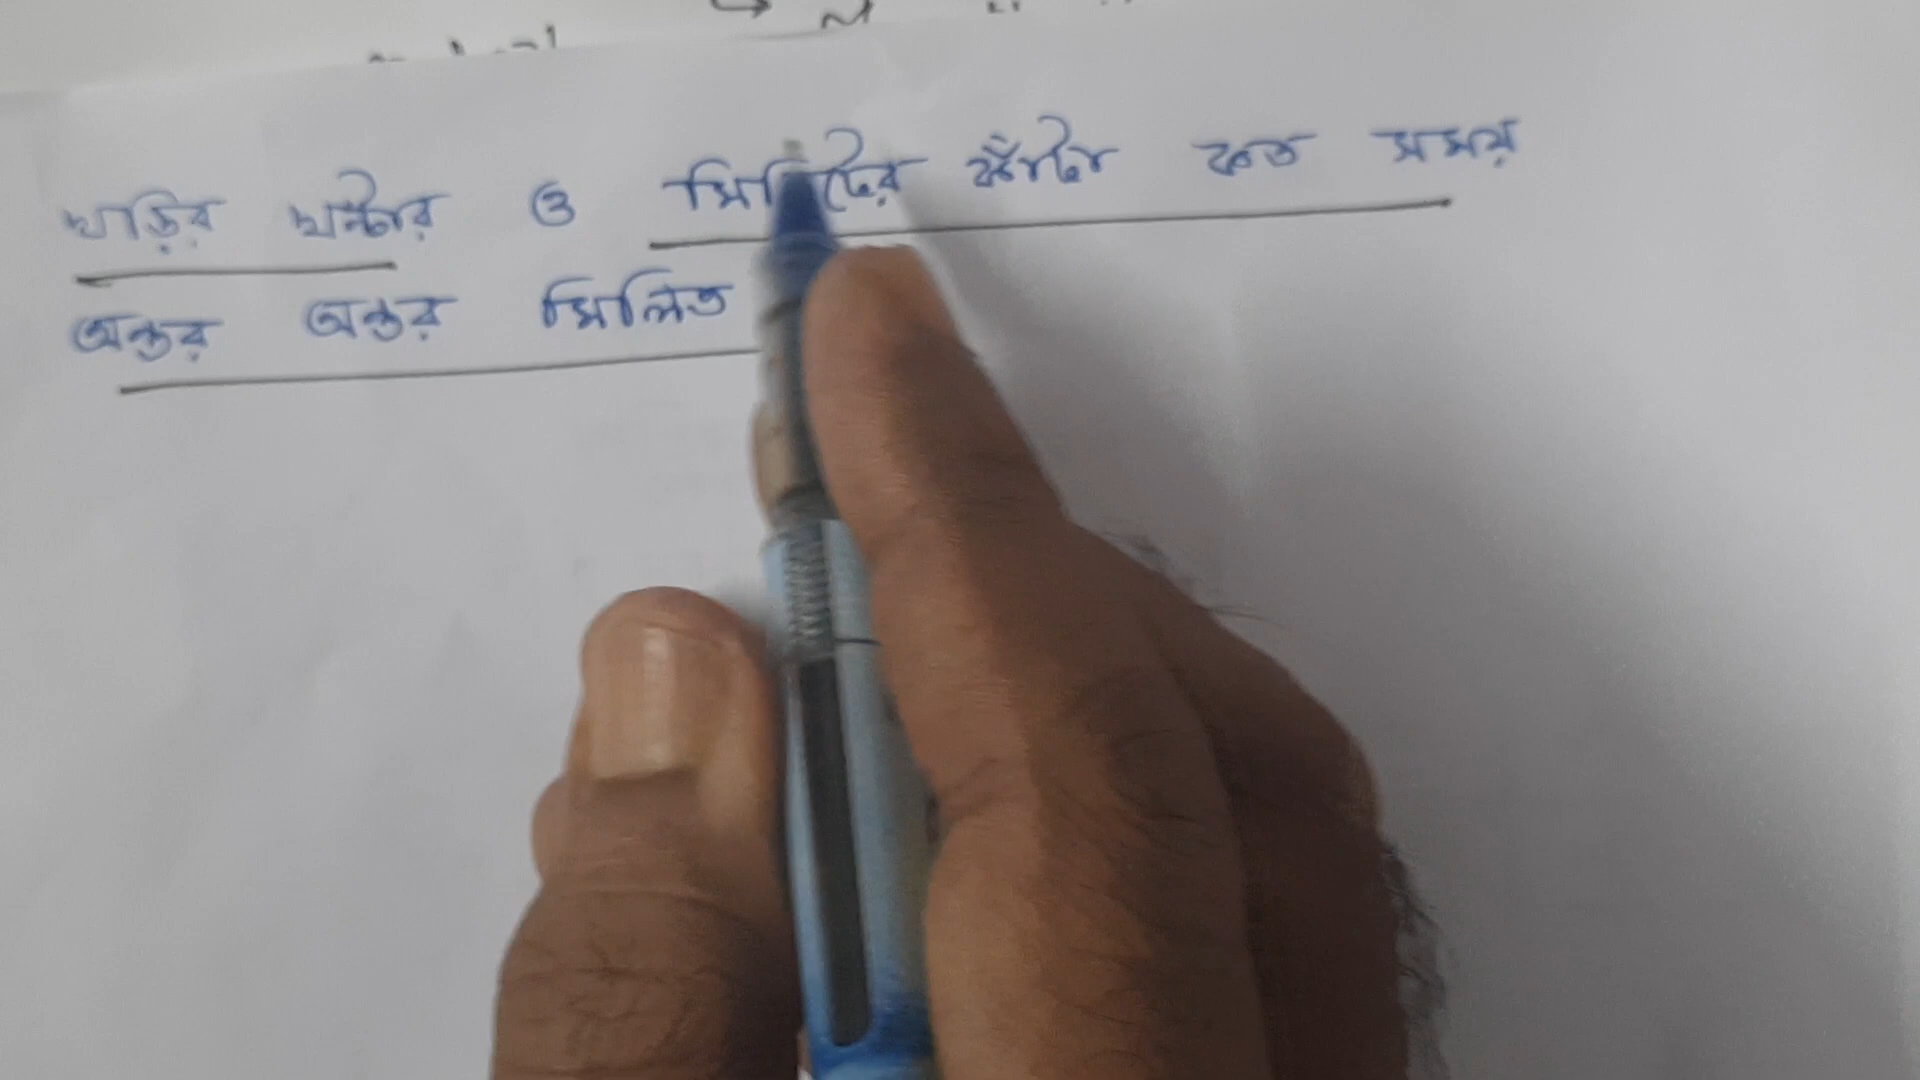 ঘড়ির ঘন্টার ও মিনিটের কাঁটা কত সময়
অন্তর অন্তর মিলিত